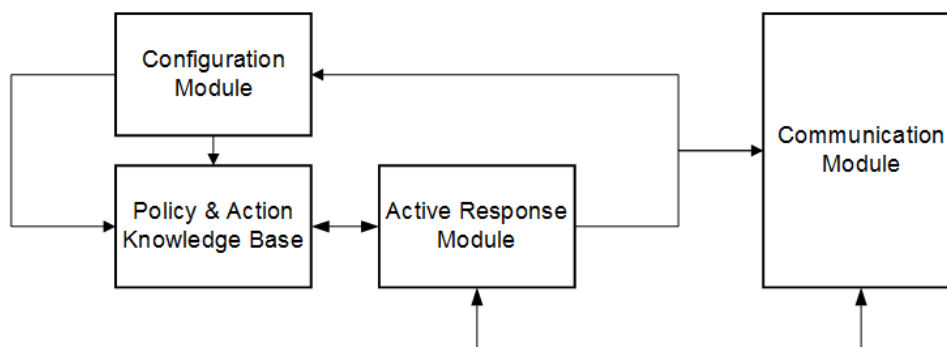 Configuration
Module
Communication
Module
Policy & Action
Knowledge Base
Active Response
Module